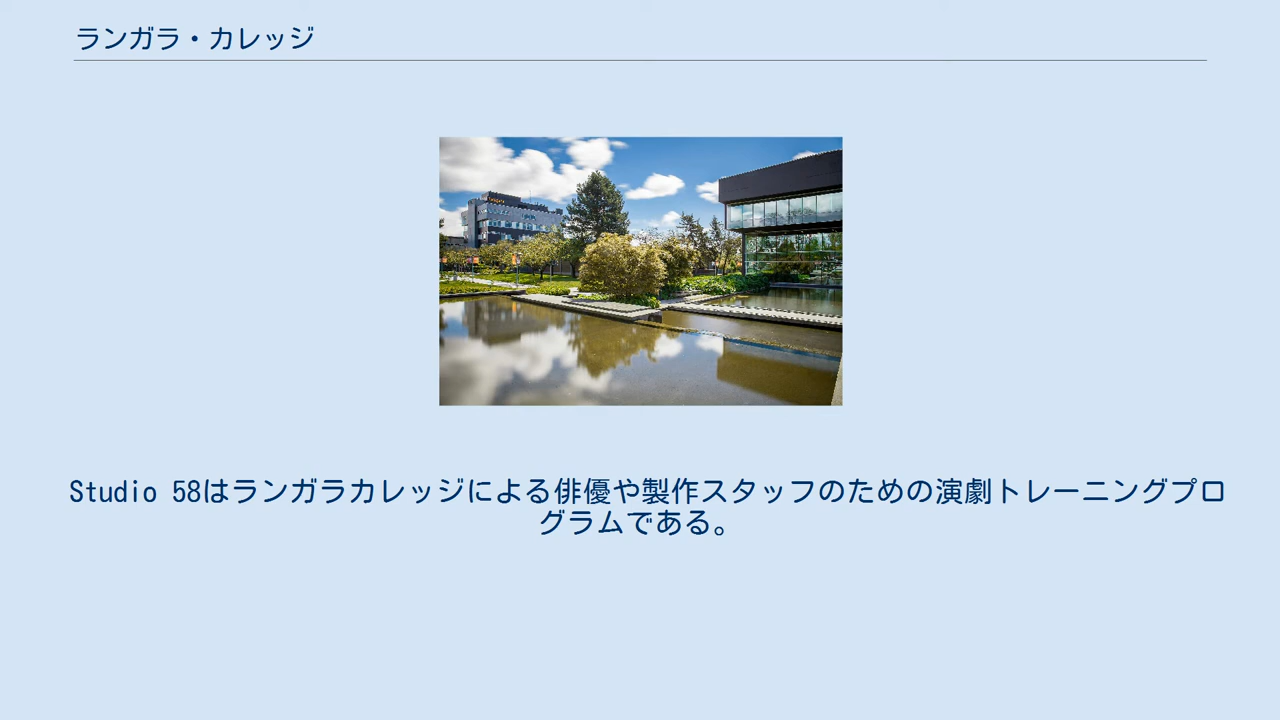 ランガラ・カレッジ
Studio 58はランガラカレッジによる俳優や製作スタッフのための演劇トレーニングプロ
グラムである。